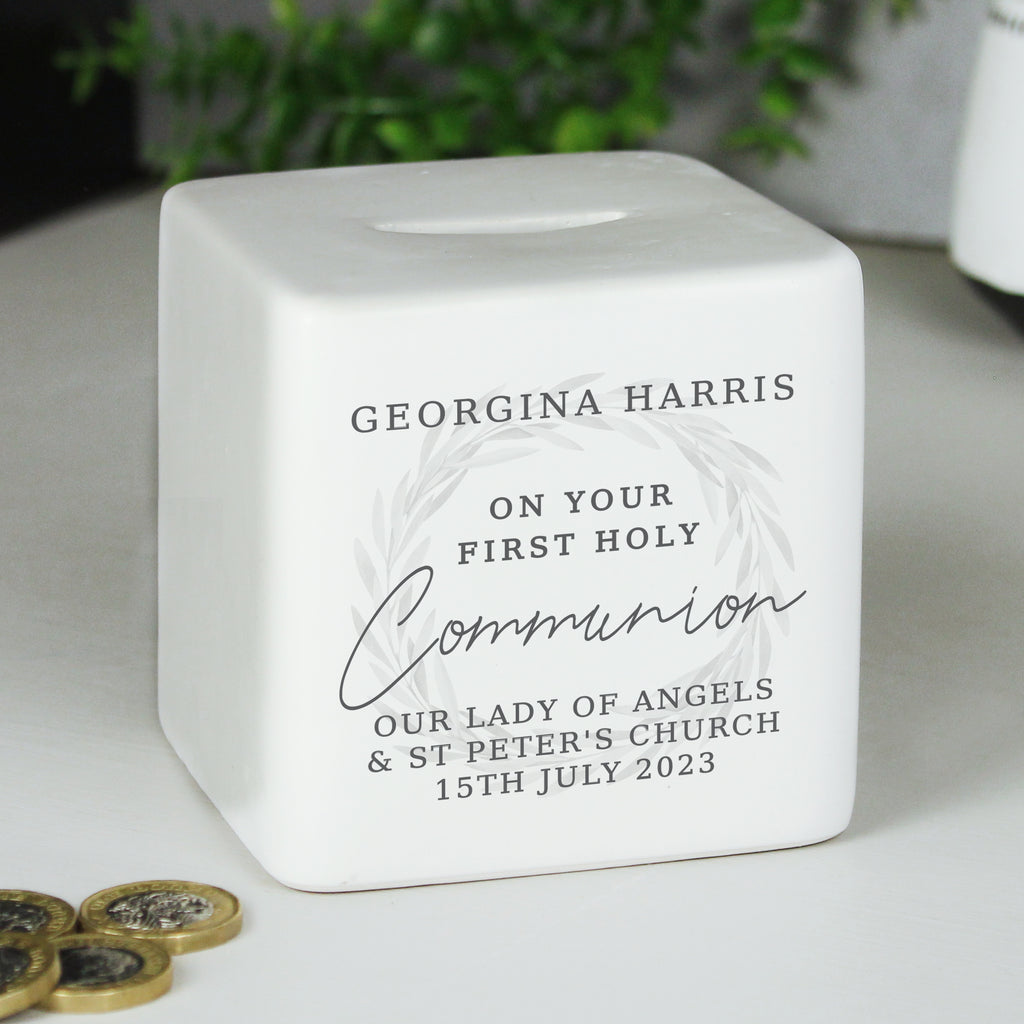 GEORGINA HARRIS
ON YOUR
FIRST HOLY
Communion
OUR LADY OF ANGELS
& ST PETER'S CHURCH
15TH JULY 2023